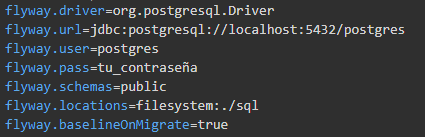 flyway.driver=org.postgresql.Driver
flyway.url=jdbc:postgresql://localhost:5432/postgres
flyway.user=postgres
flyway.pass=tu_contraseña
flyway.schemas=public
flyway.locations=filesystem:./sql
flyway.baselineOnMigrate=true